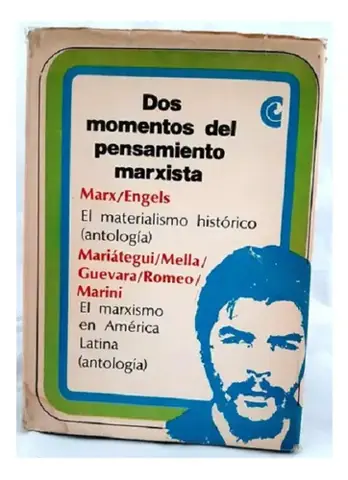 Dos
momentos del
pensamiento
marxista
Marx/Engels
El materialismo histórico
(antología)
Mariátegui/Mella/
Guevara/Romeo/
Marini
El marxismo
en América
Latina
(antología)